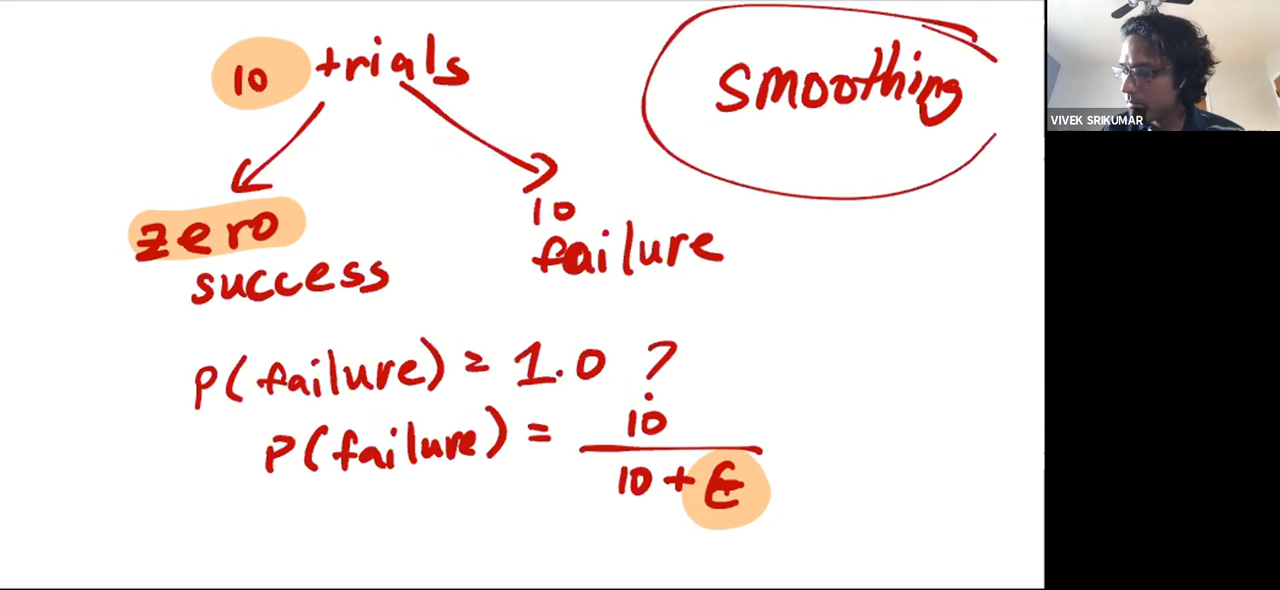 10 trials
smoothing
VIVEK SRIKUMAR
zero
success
10
failure
P(failure) = 1.0 ?
P(failure) = 10
10 + ϵ